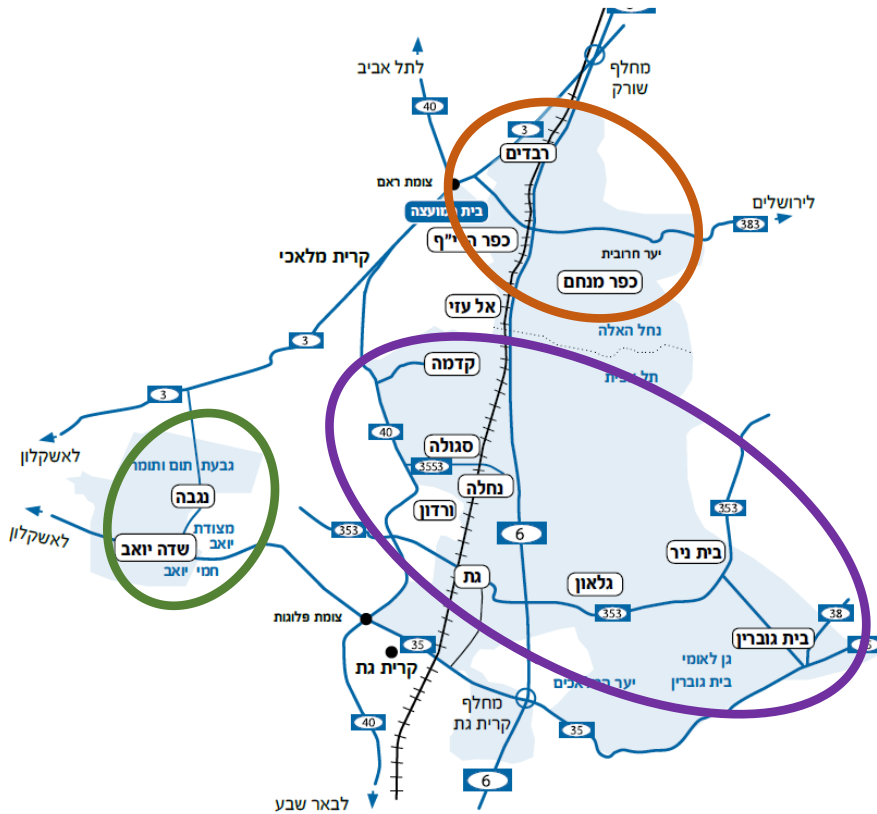 מחלף
שורק
לתל אביב
40
3
רבדים
צומת ראם
לירושלים
383
בית
כפר
יער חרובית
קרית מלאכי
כפר מנחם
אל עזי
נחל האלה
3
קדמה
תל
3
40
גבעת תום ותומר
סגולה
לאשקלון
3553
נחלה
נגבה
353
ורדון
מצודת
יואב
353
6
לאשקלון
שדה יואב
בית ניר
חמי יואב
גת
גלאון
353
38
צומת פלוגות
בית גוברין
35
גן לאומי
בית גוברין
קרית גת
יער
מחלף
קרית גת
40
35
6
לבאר שבע